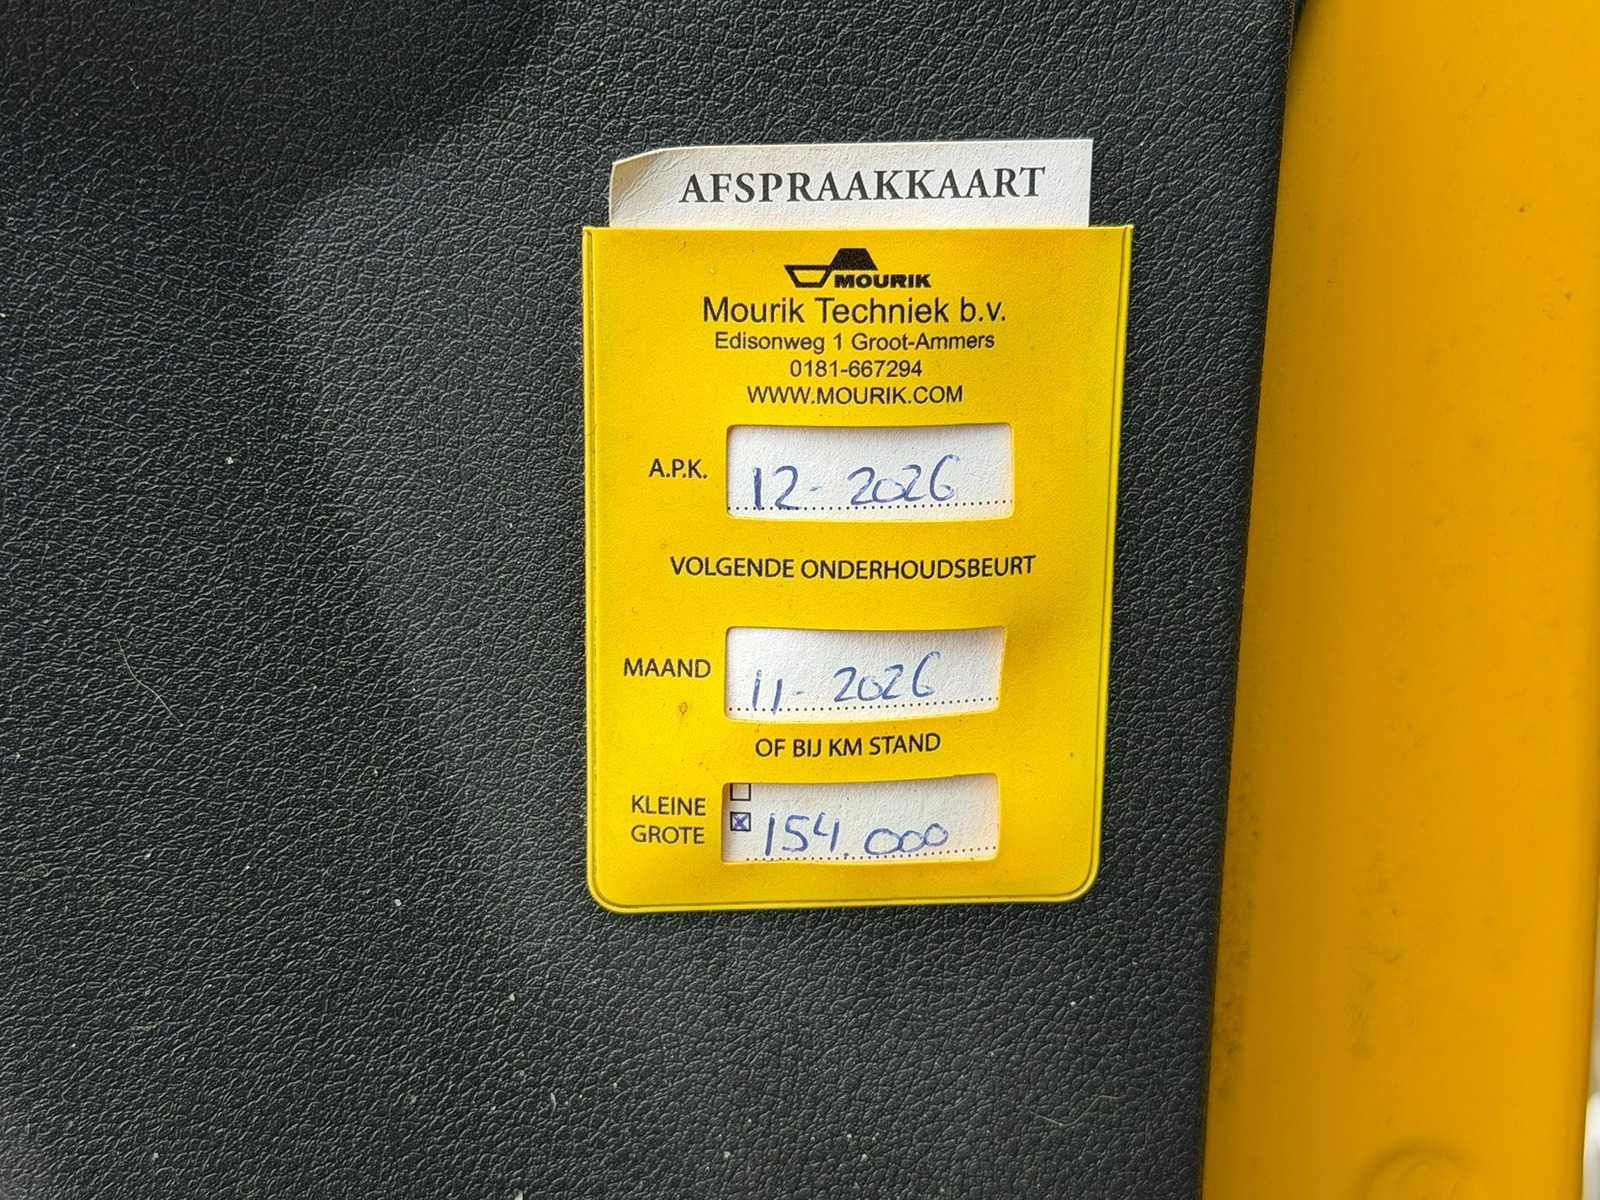 AFSPRAAKKAART
MOURIK
Mourik Techniek b.v.
Edisonweg 1 Groot-Ammers
0181-667294
WWW.MOURIK.COM
A.P.K. 12-2026
VOLGENDE ONDERHOUDSBEURT
MAAND 11-2026
OF BIJ KM STAND
KLEINE
GROTE 154.000